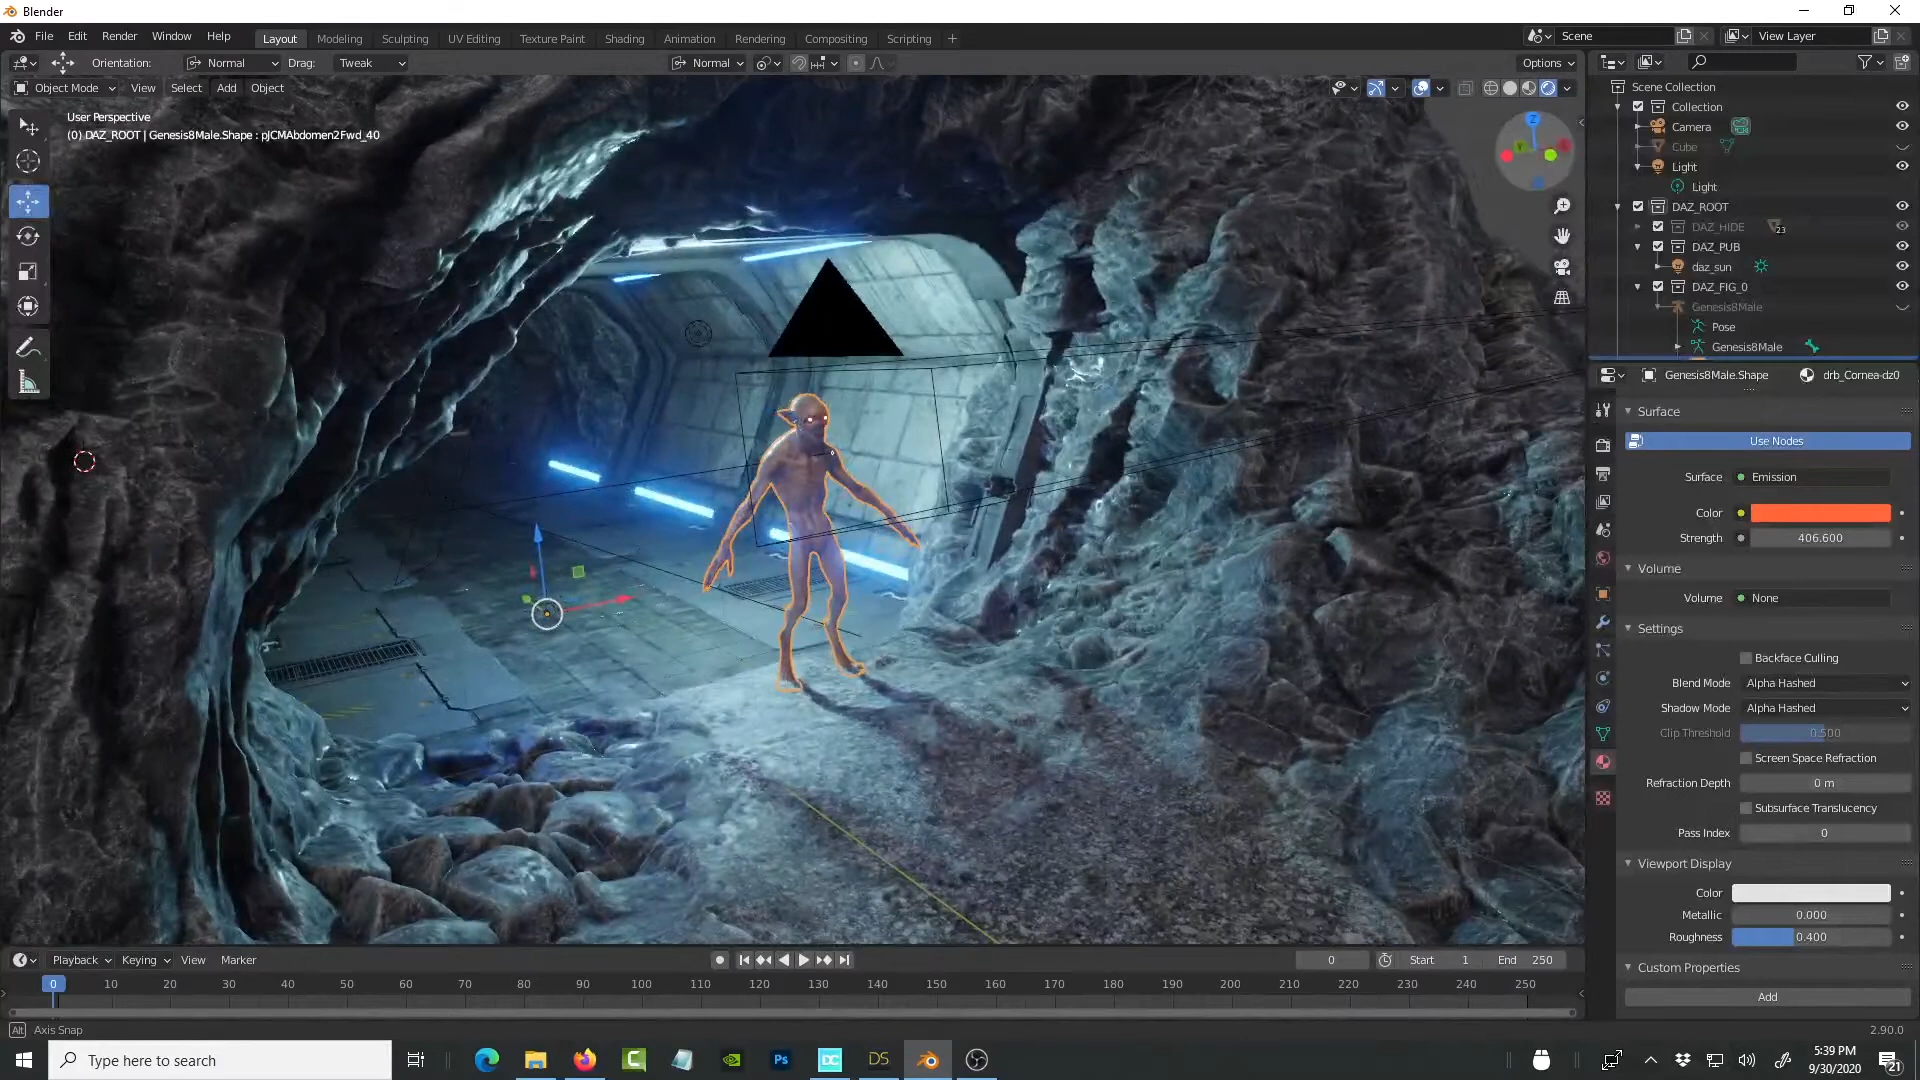 Blender
File Edit Render Window Help
Layout Modeling Sculpting UV Editing Texture Paint Shading Animation Rendering Compositing Scripting +
Scene
View Layer
Orientation: Normal Drag: Tweak
Normal
Options
Object Mode View Select Add Object
User Perspective
(0) DAZ_ROOT | Genesis8Male.Shape : pJCMAbdomen2Fwd_40
Z
Scene Collection
Collection
Camera
Cube
Light
Light
DAZ_ROOT
DAZ_HIDE 23
DAZ_PUB
daz_sun
DAZ_FIG_0
Genesis8Male
Pose
Genesis8Male
Genesis8Male.Shape drb_Cornea-dz0
Surface
Use Nodes
Surface Emission
Color
Strength 406.600
Volume
Volume None
Settings
Backface Culling
Blend Mode Alpha Hashed
Shadow Mode Alpha Hashed
Clip Threshold 0.500
Screen Space Refraction
Refraction Depth 0 m
Subsurface Translucency
Pass Index 0
Viewport Display
Color
Metallic 0.000
Roughness 0.400
Custom Properties
Add
Playback Keying View Marker
0 Start 1 End 250
0 10 20 30 40 50 60 70 80 90 100 110 120 130 140 150 160 170 180 190 200 210 220 230 240 250
Alt Axis Snap
2.90.0
Type here to search
Ps DC DS
5:39 PM
9/30/2020
21